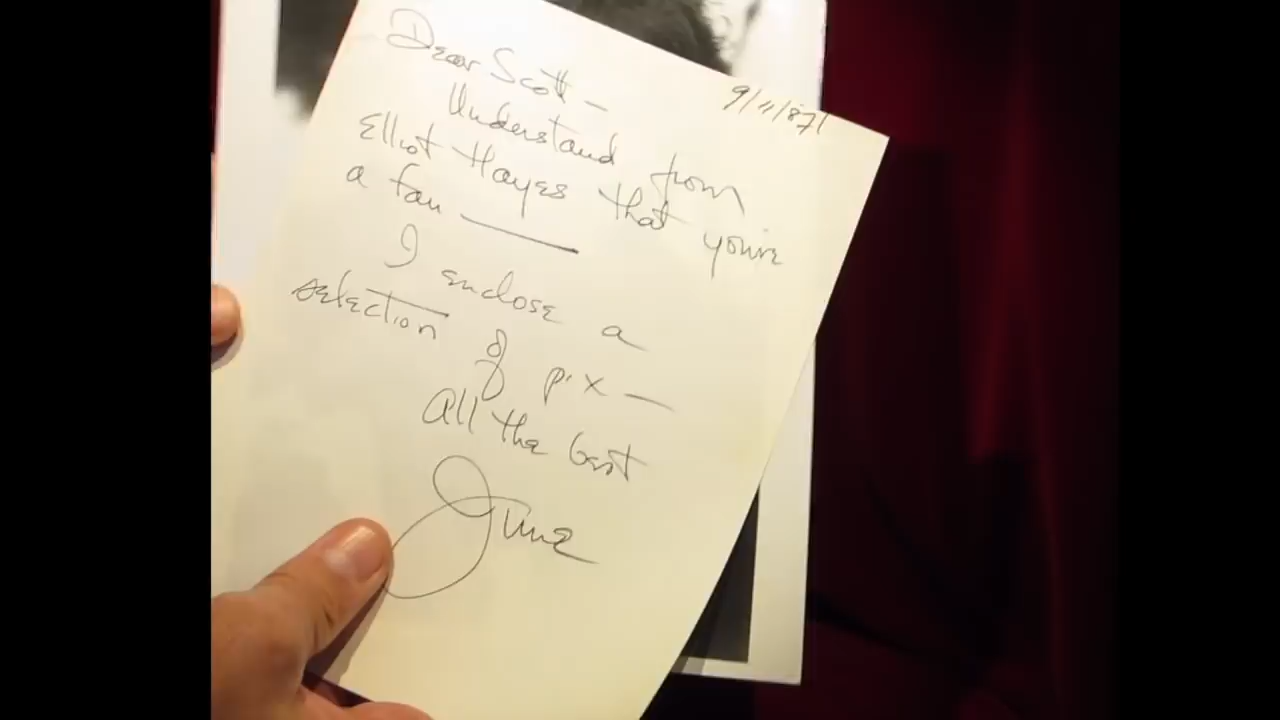 9/11/87
Dear Scott –
Understand from
Elliot Hayes that you're
a fan ——
I enclose a
selection of pix –
All the best
June